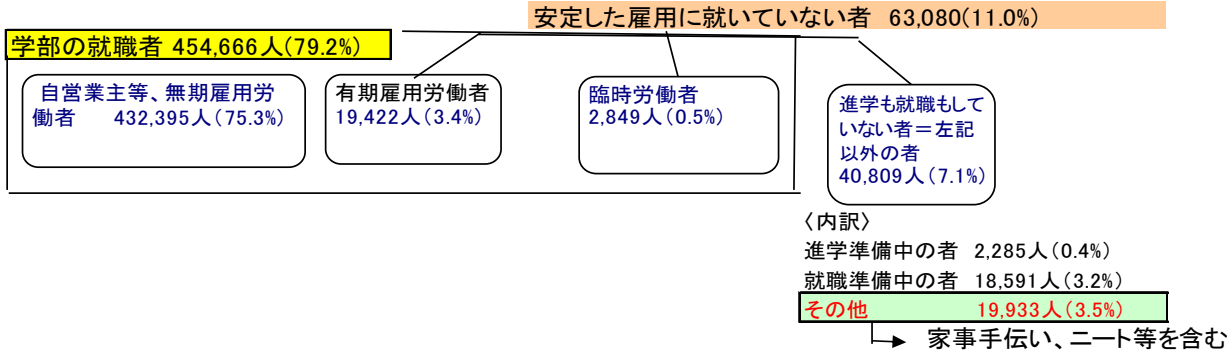 安定した雇用に就いていない者 63,080(11.0%)
学部の就職者 454,666人(79.2%)
自営業主等、無期雇用労
働者 432,395人(75.3%)
有期雇用労働者
19,422人(3.4%)
臨時労働者
2,849人(0.5%)
進学も就職もして
いない者=左記
以外の者
40,809人(7.1%)
〈内訳〉
進学準備中の者 2,285人(0.4%)
就職準備中の者 18,591人(3.2%)
その他 19,933人(3.5%)
家事手伝い、ニート等を含む